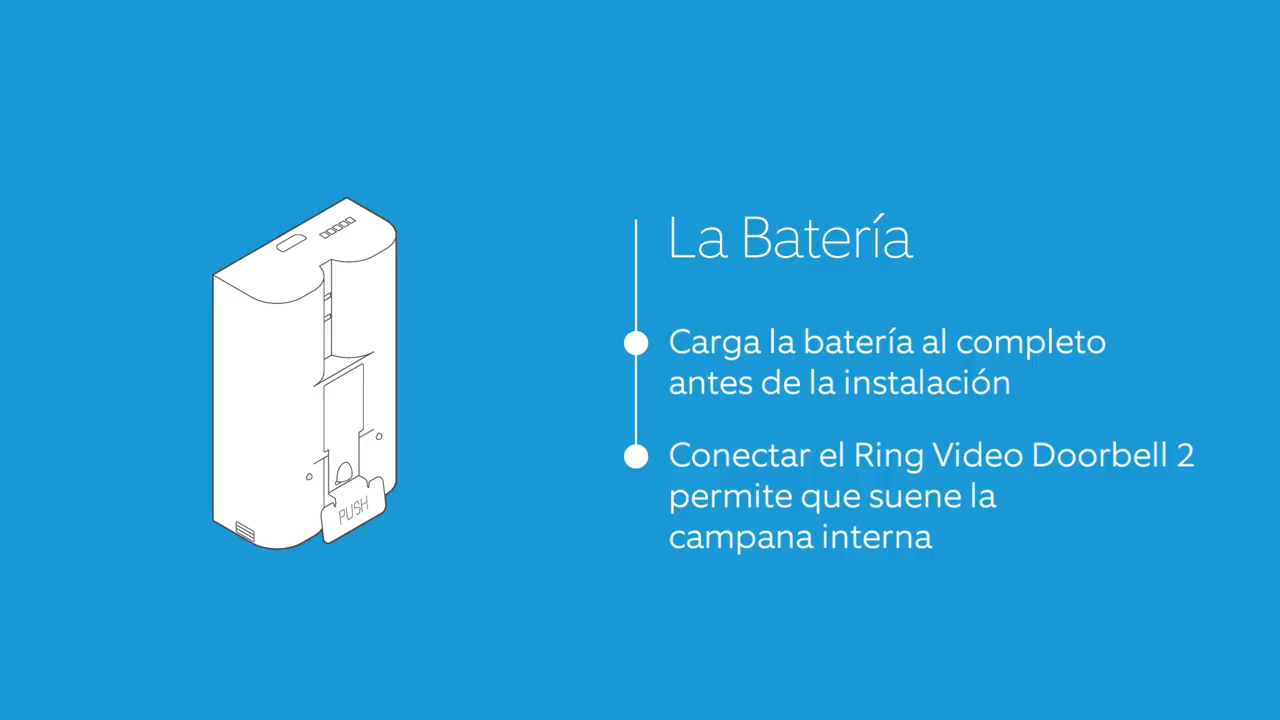 La Batería
Carga la batería al completo
antes de la instalación
Conectar el Ring Video Doorbell 2
permite que suene la
campana interna
PUSH